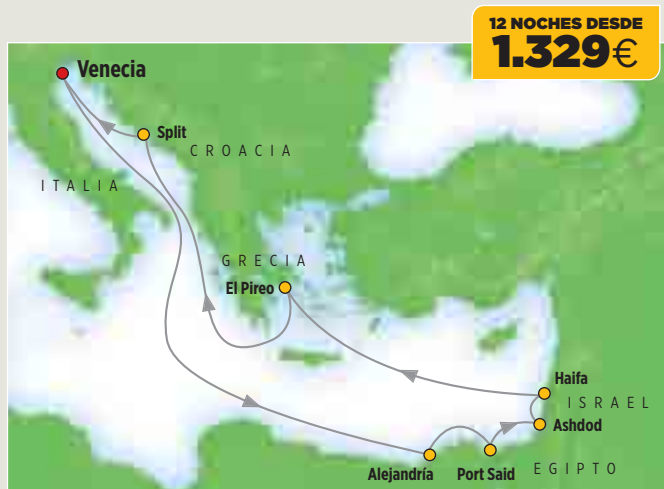 12 NOCHES DESDE
1.329€
Venecia
Split
CROACIA
ITALIA
GRECIA
El Pireo
Haifa
ISRAEL
Ashdod
Alejandría
Port Said
EGIPTO